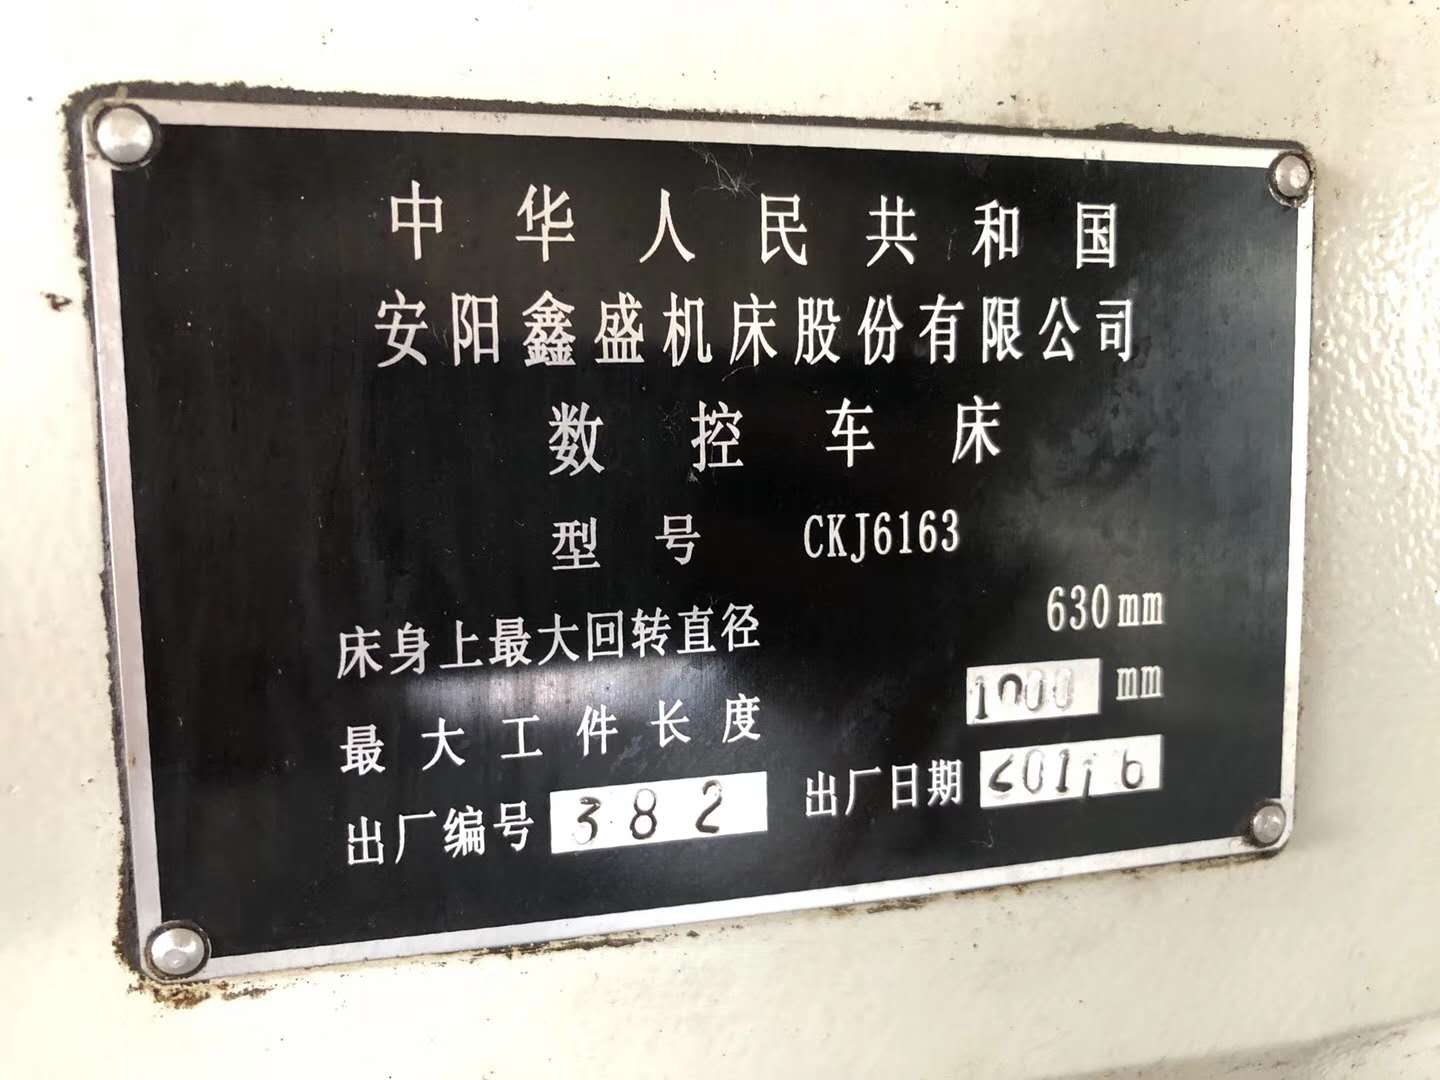 中华人民共和国
安阳鑫盛机床股份有限公司
数控车床
型号 CKJ6163
床身上最大回转直径 630mm
最大工件长度 1000 mm
出厂编号 382 出厂日期